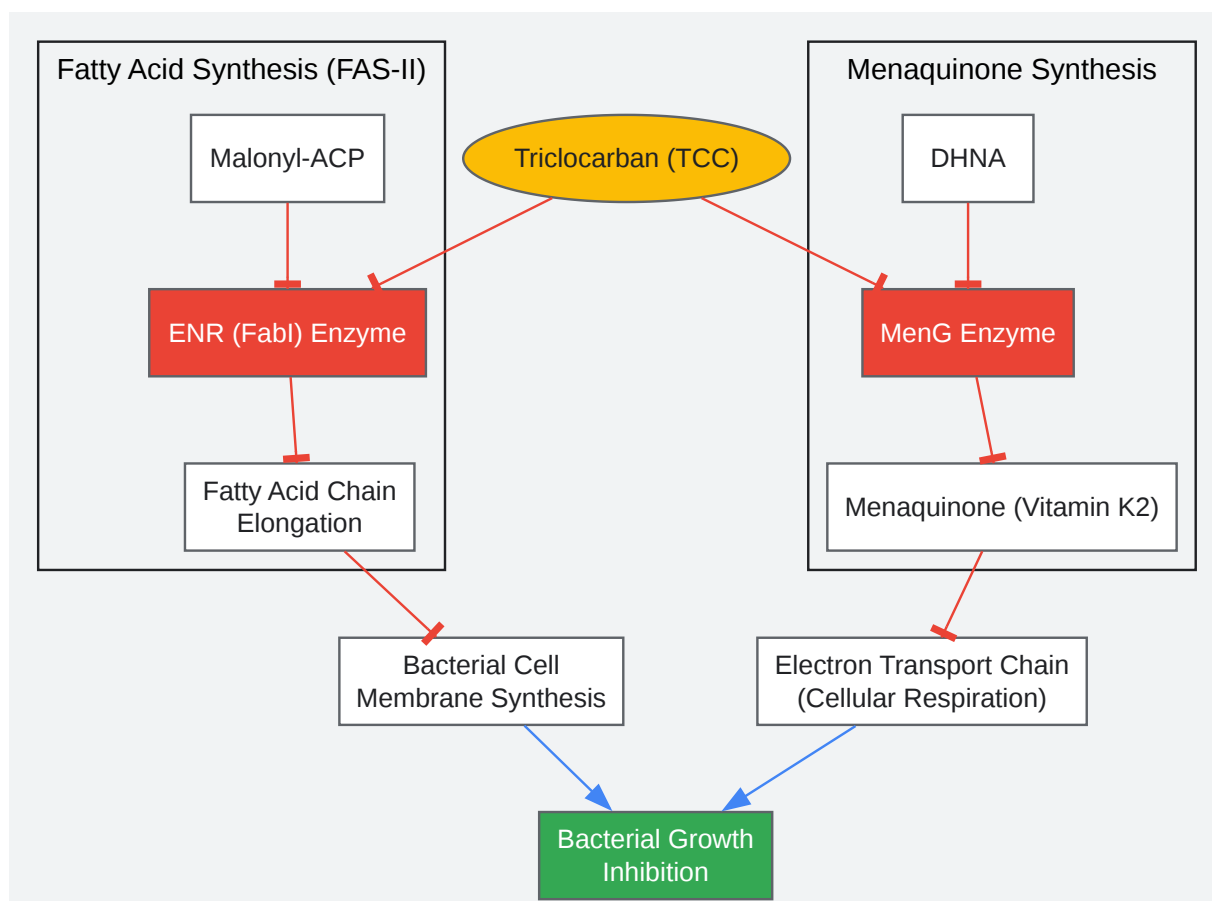 Fatty Acid Synthesis (FAS-II)
Menaquinone Synthesis
Malonyl-ACP
Triclocarban (TCC)
DHNA
ENR (FabI) Enzyme
MenG Enzyme
Fatty Acid Chain
Elongation
Menaquinone (Vitamin K2)
Bacterial Cell
Membrane Synthesis
Electron Transport Chain
(Cellular Respiration)
Bacterial Growth
Inhibition